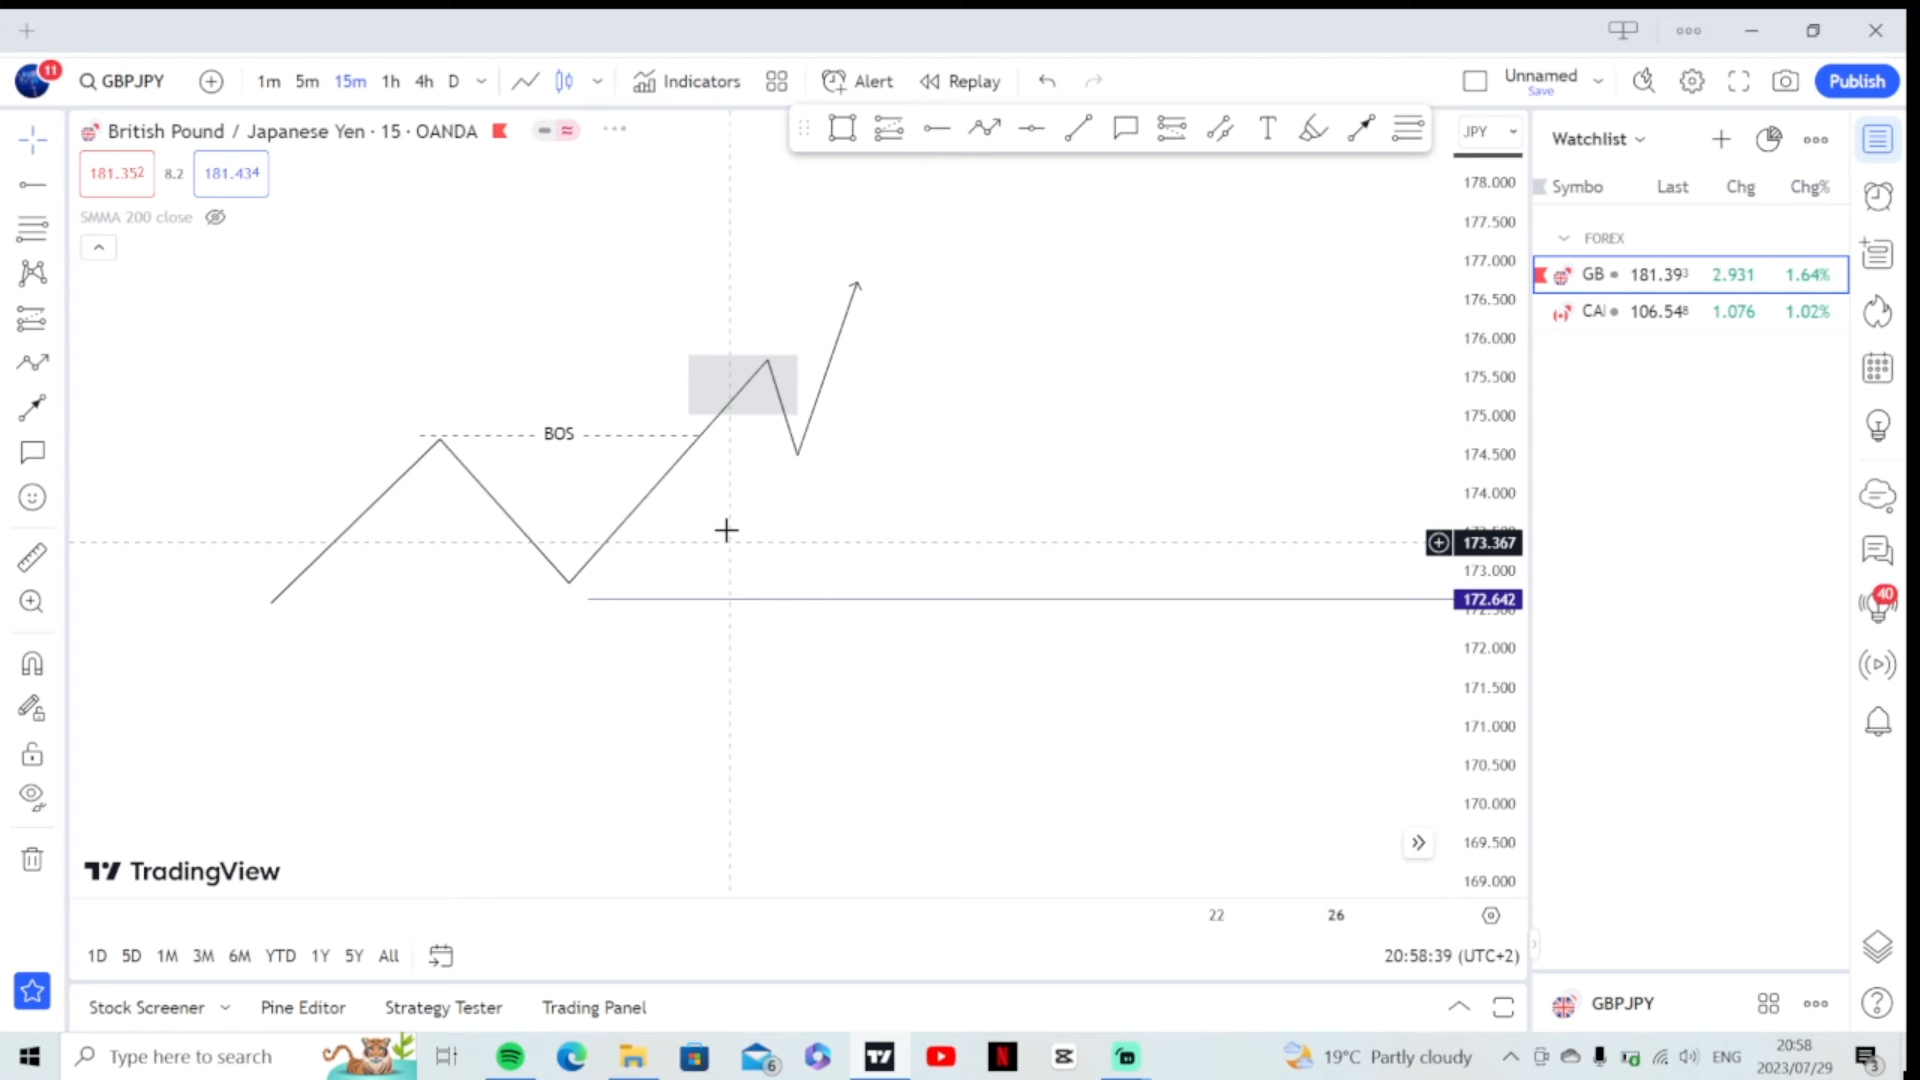 11
GBPJPY
1m 5m 15m 1h 4h D
Indicators
Alert
Replay
Unnamed
Save
Publish
British Pound / Japanese Yen · 15 · OANDA
181.352 8.2 181.434
SMMA 200 close
JPY
178.000
177.500
177.000
176.500
176.000
175.500
175.000
174.500
174.000
173.367
173.000
172.642
172.000
171.500
171.000
170.500
170.000
169.500
169.000
BOS
TradingView
22 26
1D 5D 1M 3M 6M YTD 1Y 5Y All
20:58:39 (UTC+2)
Stock Screener Pine Editor Strategy Tester Trading Panel
Watchlist
Symbo Last Chg Chg%
FOREX
GB 181.393 2.931 1.64%
CAI 106.548 1.076 1.02%
40
GBPJPY
Type here to search
6
19°C Partly cloudy
ENG
20:58
2023/07/29
3